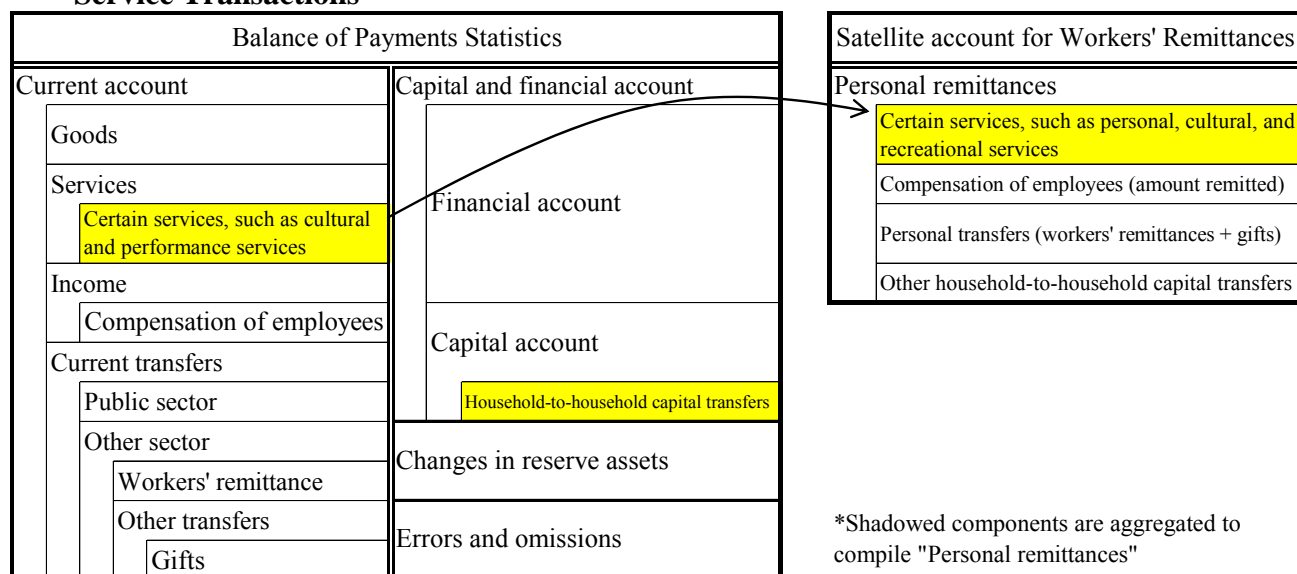 Service Transactions
Balance of Payments Statistics
Current account
Goods
Services
Certain services, such as cultural
and performance services
Income
Compensation of employees
Current transfers
Public sector
Other sector
Workers' remittance
Other transfers
Gifts
Capital and financial account
Financial account
Capital account
Household-to-household capital transfers
Changes in reserve assets
Errors and omissions
Satellite account for Workers' Remittances
Personal remittances
Certain services, such as personal, cultural, and
recreational services
Compensation of employees (amount remitted)
Personal transfers (workers' remittances + gifts)
Other household-to-household capital transfers
*Shadowed components are aggregated to
compile "Personal remittances"